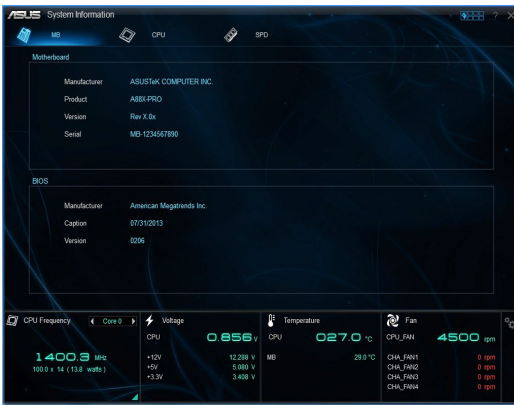 ASUS System Information ? X
MB CPU SPD
Motherboard
Manufacturer ASUSTeK COMPUTER INC.
Product A88X-PRO
Version Rev X.0x
Serial MB-1234567890
BIOS
Manufacturer American Megatrends Inc.
Caption 07/31/2013
Version 0206
CPU Frequency Core 0
1400.3 MHz
100.0 x 14 ( 13.8 watts )
Voltage
CPU 0.856 V
+12V 12.288 V
+5V 5.080 V
+3.3V 3.408 V
Temperature
CPU 027.0 °C
MB 29.0 °C
Fan
CPU_FAN 4500 rpm
CHA_FAN1 0 rpm
CHA_FAN2 0 rpm
CHA_FAN3 0 rpm
CHA_FAN4 0 rpm